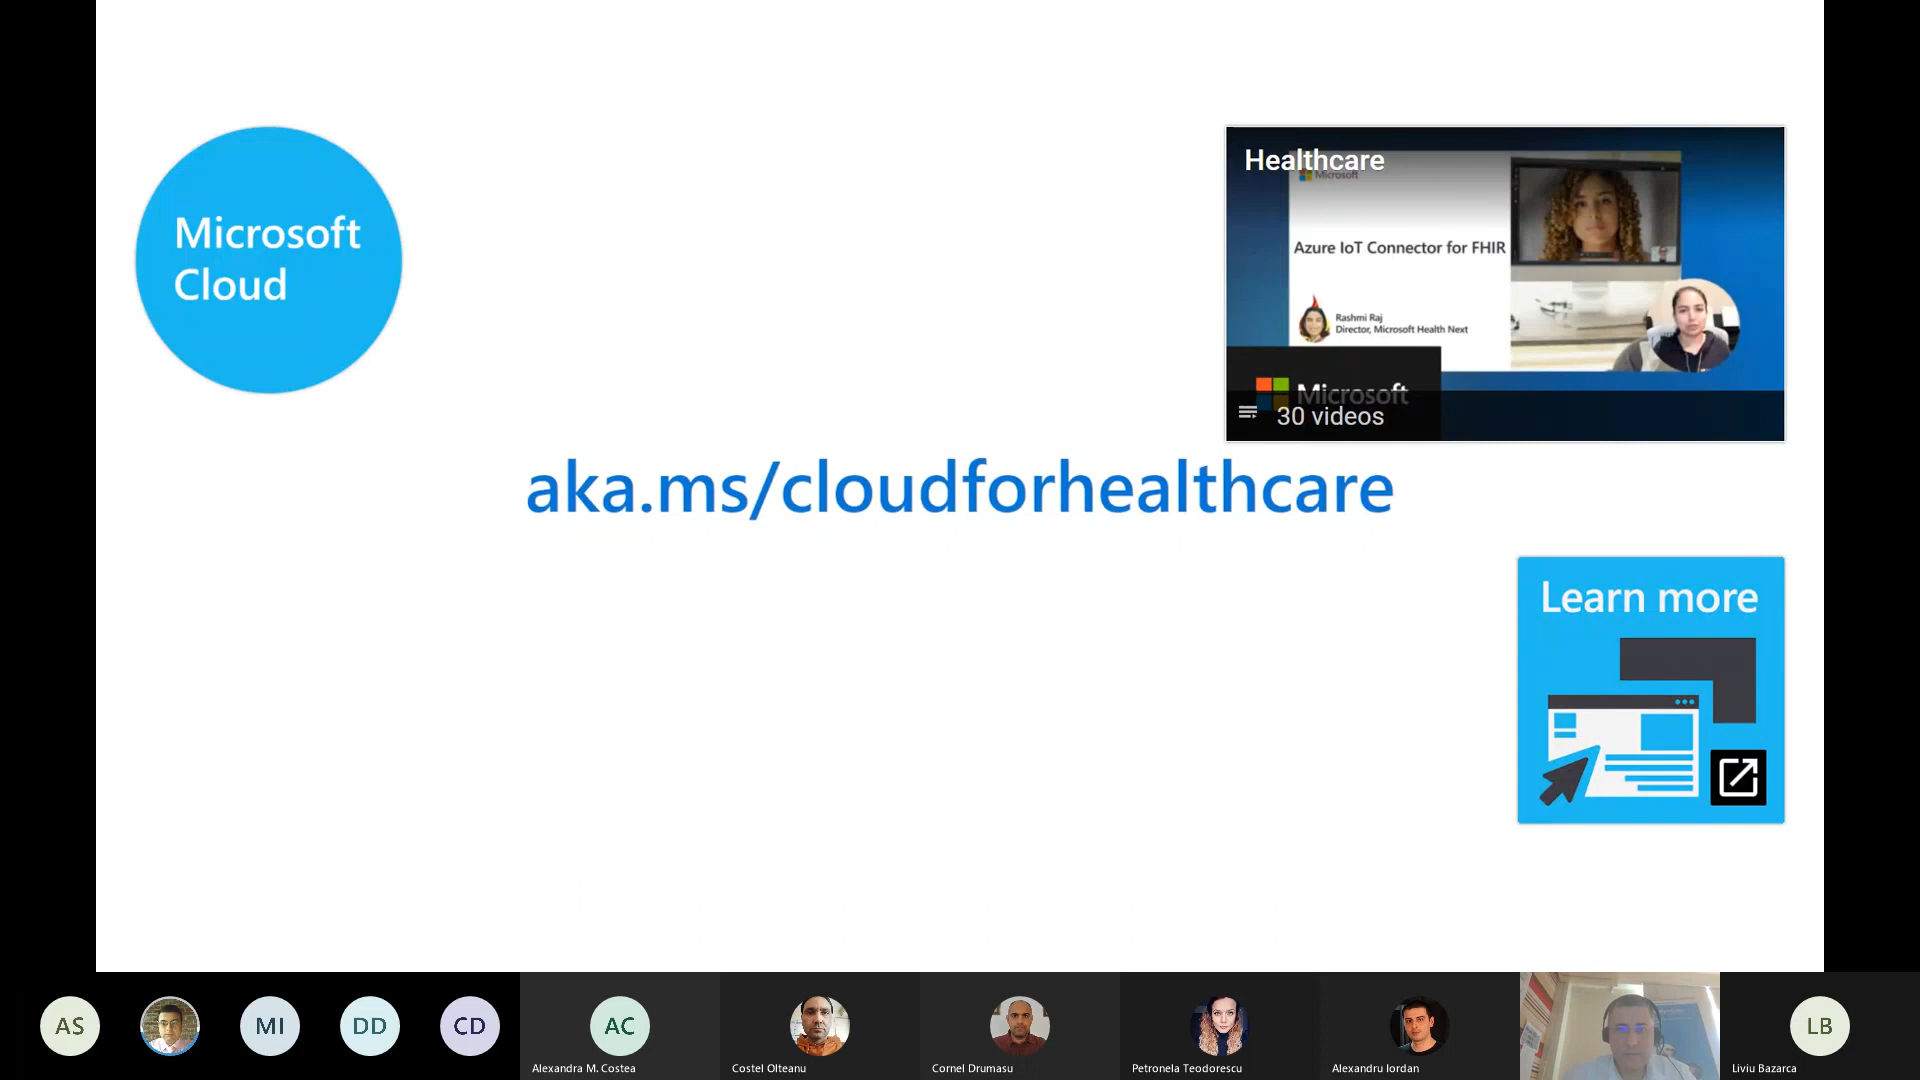 Microsoft
Cloud
Healthcare
Microsoft
Azure IoT Connector for FHIR
Rashmi Raj
Director, Microsoft Health Next
Microsoft
30 videos
aka.ms/cloudforhealthcare
Learn more
AS
MI
DD
CD
AC
LB
Alexandra M. Costea
Costel Olteanu
Cornel Drumasu
Petronela Teodorescu
Alexandru Iordan
Liviu Bazarca